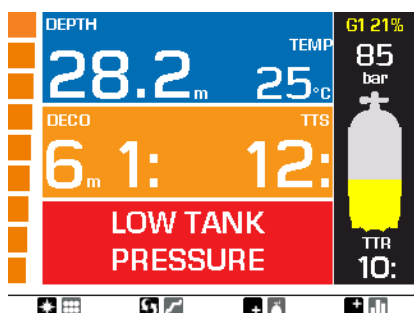 DEPTH
TEMP
28.2m
25°C
DECO
TTS
6m 1:
12:
LOW TANK
PRESSURE
G1 21%
85
bar
TTR
10: